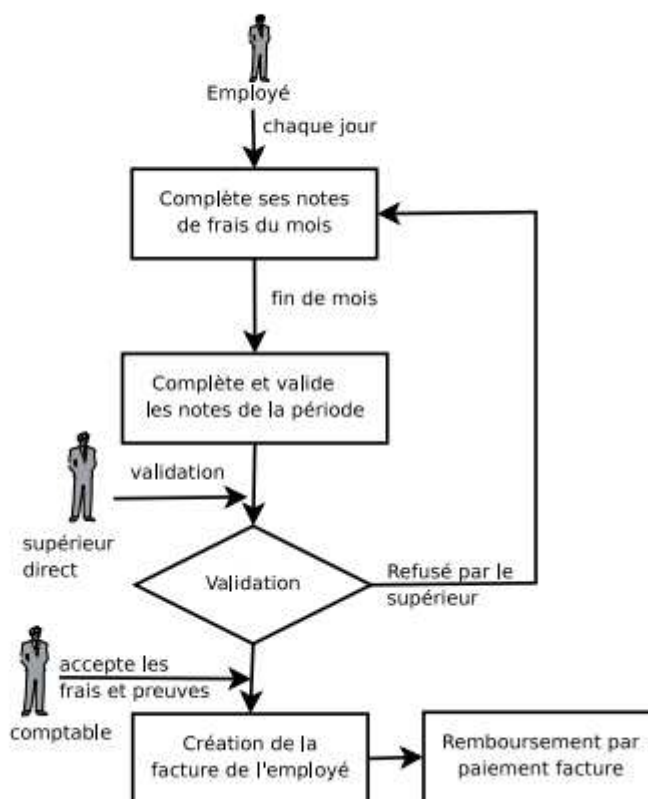 Employé
chaque jour
Complète ses notes
de frais du mois
fin de mois
Complète et valide
les notes de la période
validation
supérieur
direct
Validation
Refusé par le
supérieur
accepte les
frais et preuves
comptable
Création de la
facture de l'employé
Remboursement par
paiement facture